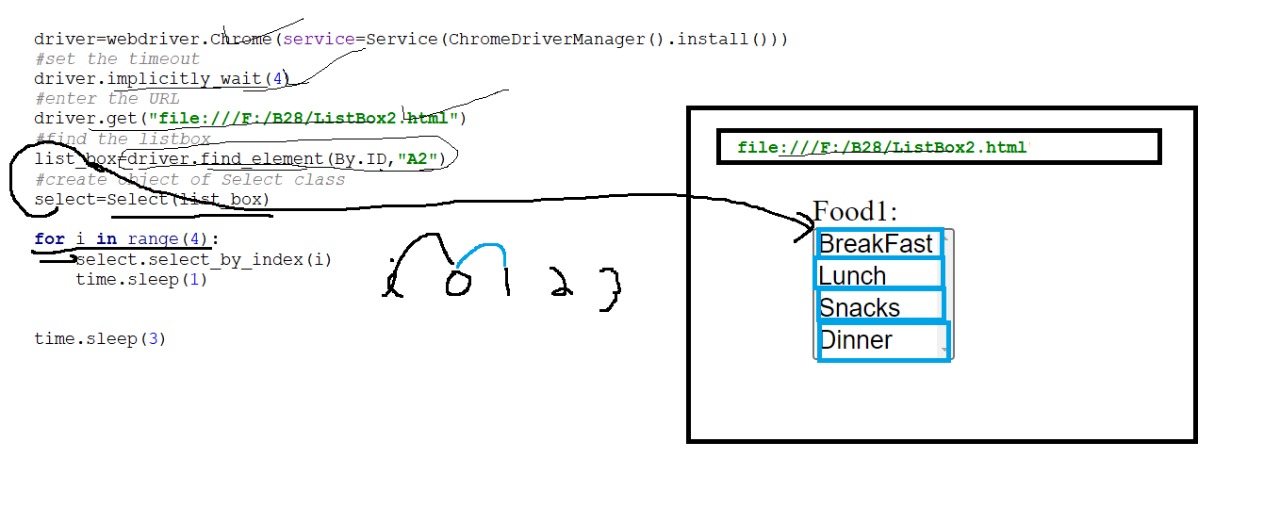 driver=webdriver.Chrome(service=Service(ChromeDriverManager().install()))
#set the timeout
driver.implicitly_wait(4)
#enter the URL
driver.get("file:///F:/B28/ListBox2.html")
#find the listbox
list_box=driver.find_element(By.ID,"A2")
#create object of Select class
select=Select(list_box)
for i in range(4):
select.select_by_index(i)
time.sleep(1)
time.sleep(3)
i 0 1 2 3
file:///F:/B28/ListBox2.html
Food1:
BreakFast
Lunch
Snacks
Dinner